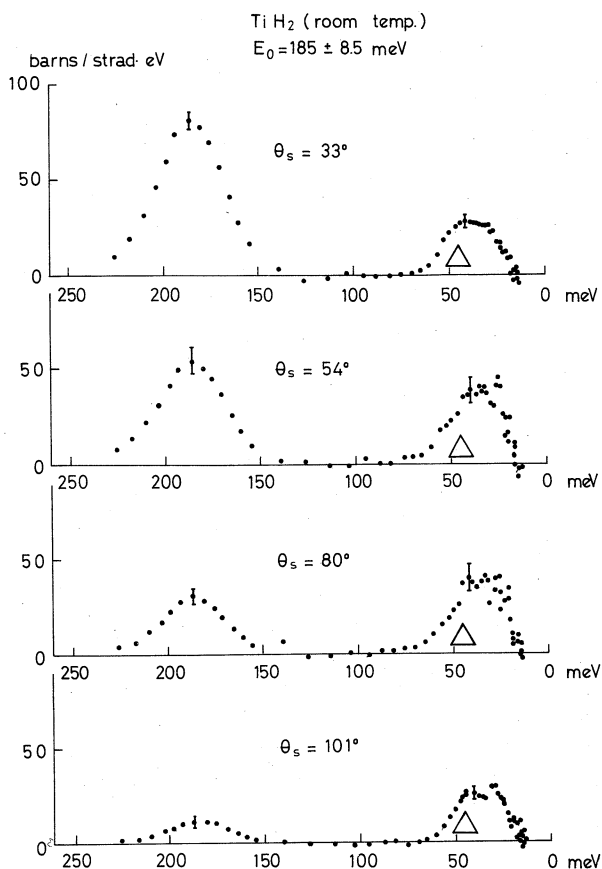 Ti H₂ ( room temp.)
E₀ = 185 ± 8.5 meV
barns / strad· eV
100
50
0
θₛ = 33°
250 200 150 100 50 0 meV
50
0
θₛ = 54°
250 200 150 100 50 0 meV
50
0
θₛ = 80°
250 200 150 100 50 0 meV
50
0
θₛ = 101°
250 200 150 100 50 0 meV